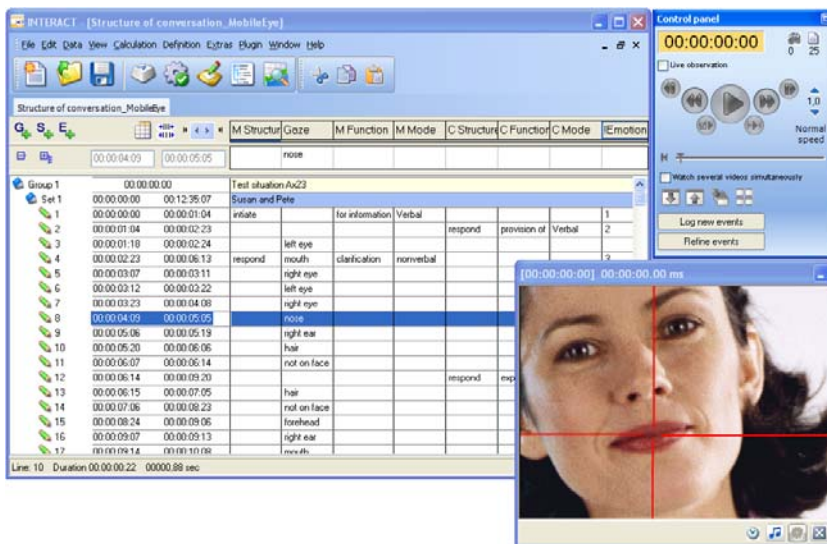 INTERACT - [Structure of conversation_MobileEye]
File Edit Data View Calculation Definition Extras Plugin Window Help
Structure of conversation_MobileEye
G S E M Structur Gaze M Function M Mode C Structure C Function C Mode !Emotion
00:00:04:09 00:00:05:05 nose
Group 1 00:00:00:00 Test situation Ax23
Set 1 00:00:00:00 00:12:35:07 Susan and Pete
1 00:00:00:00 00:00:01:04 intiate for information Verbal 1
2 00:00:01:04 00:00:02:23 respond provision of Verbal 2
3 00:00:01:18 00:00:02:24 left eye
4 00:00:02:23 00:00:06:13 respond mouth clarification nonverbal 3
5 00:00:03:07 00:00:03:11 right eye
6 00:00:03:12 00:00:03:22 left eye
7 00:00:03:23 00:00:04:08 right eye
8 00:00:04:09 00:00:05:05 nose
9 00:00:05:06 00:00:05:19 right ear
10 00:00:05:20 00:00:06:06 hair
11 00:00:06:07 00:00:06:14 not on face
12 00:00:06:14 00:00:09:20 respond exp
13 00:00:06:15 00:00:07:05 hair
14 00:00:07:06 00:00:08:23 not on face
15 00:00:08:24 00:00:09:06 forehead
16 00:00:09:07 00:00:09:13 right ear
17 00:00:09:14 00:00:10:08 mouth
Line: 10 Duration 00:00:00:22 00000,88 sec
Control panel
00:00:00:00
0 25
Live observation
1,0
Normal
speed
Watch several videos simultaneously
Log new events
Refine events
[00:00:00:00] 00:00:00.00 ms